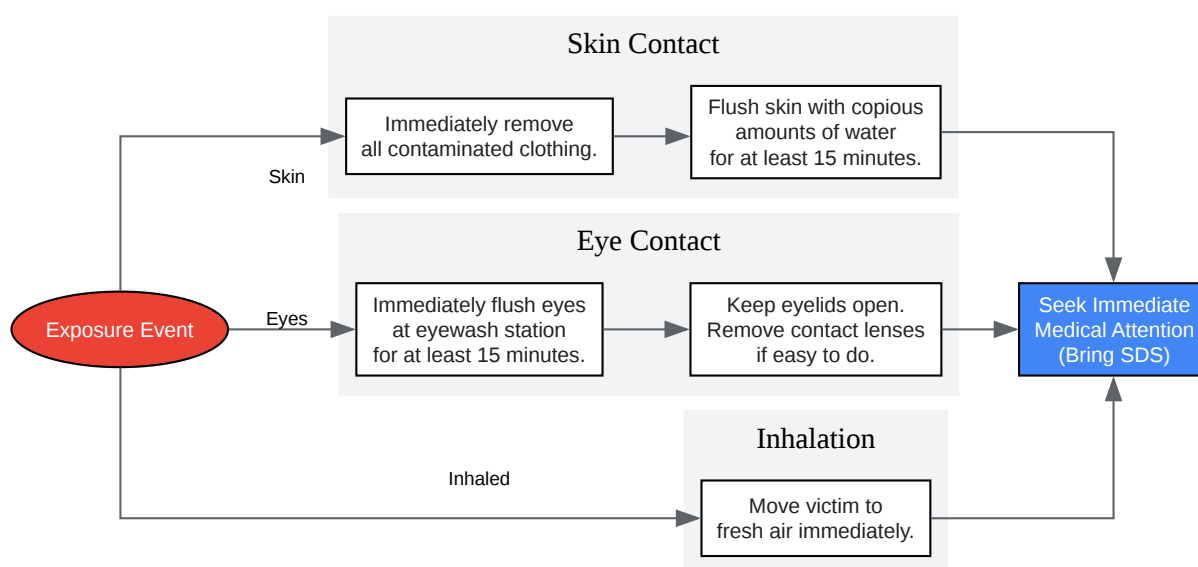 Skin Contact
Immediately remove
all contaminated clothing.
Flush skin with copious
amounts of water
for at least 15 minutes.
Skin
Eye Contact
Exposure Event
Eyes
Immediately flush eyes
at eyewash station
for at least 15 minutes.
Keep eyelids open.
Remove contact lenses
if easy to do.
Seek Immediate
Medical Attention
(Bring SDS)
Inhalation
Inhaled
Move victim to
fresh air immediately.